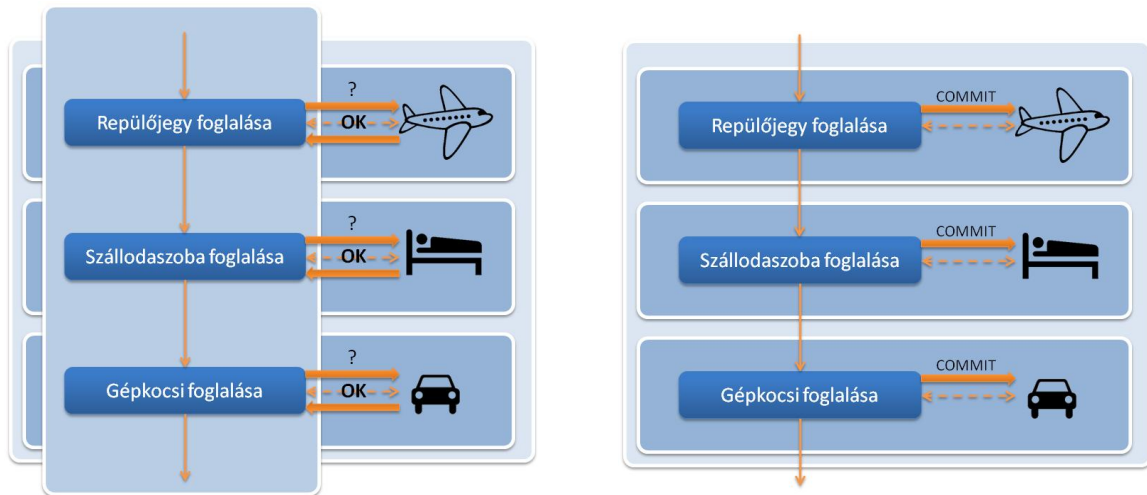 ?
Repülőjegy foglalása
OK
?
Szállodaszoba foglalása
OK
?
Gépkocsi foglalása
OK
COMMIT
Repülőjegy foglalása
COMMIT
Szállodaszoba foglalása
COMMIT
Gépkocsi foglalása